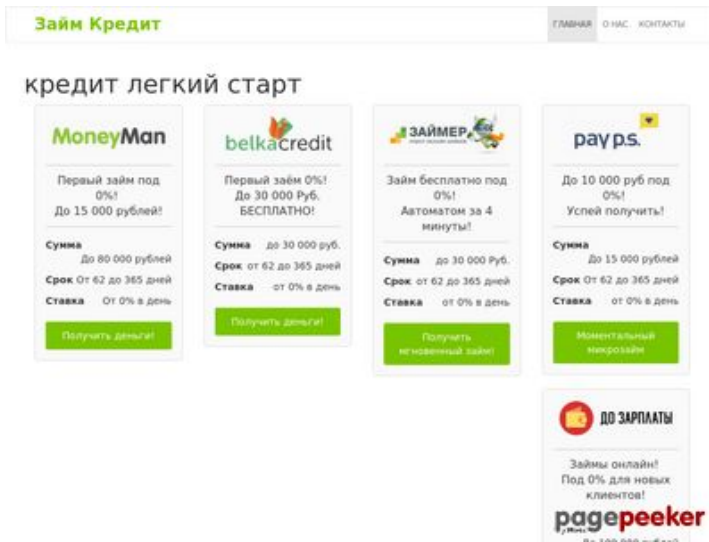 Займ Кредит
ГЛАВНАЯ О НАС КОНТАКТЫ
кредит легкий старт
MoneyMan
Первый займ под
0%!
До 15 000 рублей!
Сумма
До 80 000 рублей
Срок От 62 до 365 дней
Ставка От 0% в день
Получить деньги!
belkacredit
Первый заём 0%!
До 30 000 Руб.
БЕСПЛАТНО!
Сумма до 30 000 руб.
Срок от 62 до 365 дней
Ставка от 0% в день
Получить деньги!
ЗАЙМЕР
Займ бесплатно под
0%!
Автоматом за 4
минуты!
Сумма до 30 000 Руб.
Срок от 62 до 365 дней
Ставка от 0% в день
Получить
мгновенный займ!
pay p.s.
До 10 000 руб под
0%!
Успей получить!
Сумма
До 15 000 рублей
Срок От 62 до 365 дней
Ставка От 0% в день
Моментальный
микрозайм
ДО ЗАРПЛАТЫ
Займы онлайн!
Под 0% для новых
клиентов!
pagepeeker
До 100 000 рублей